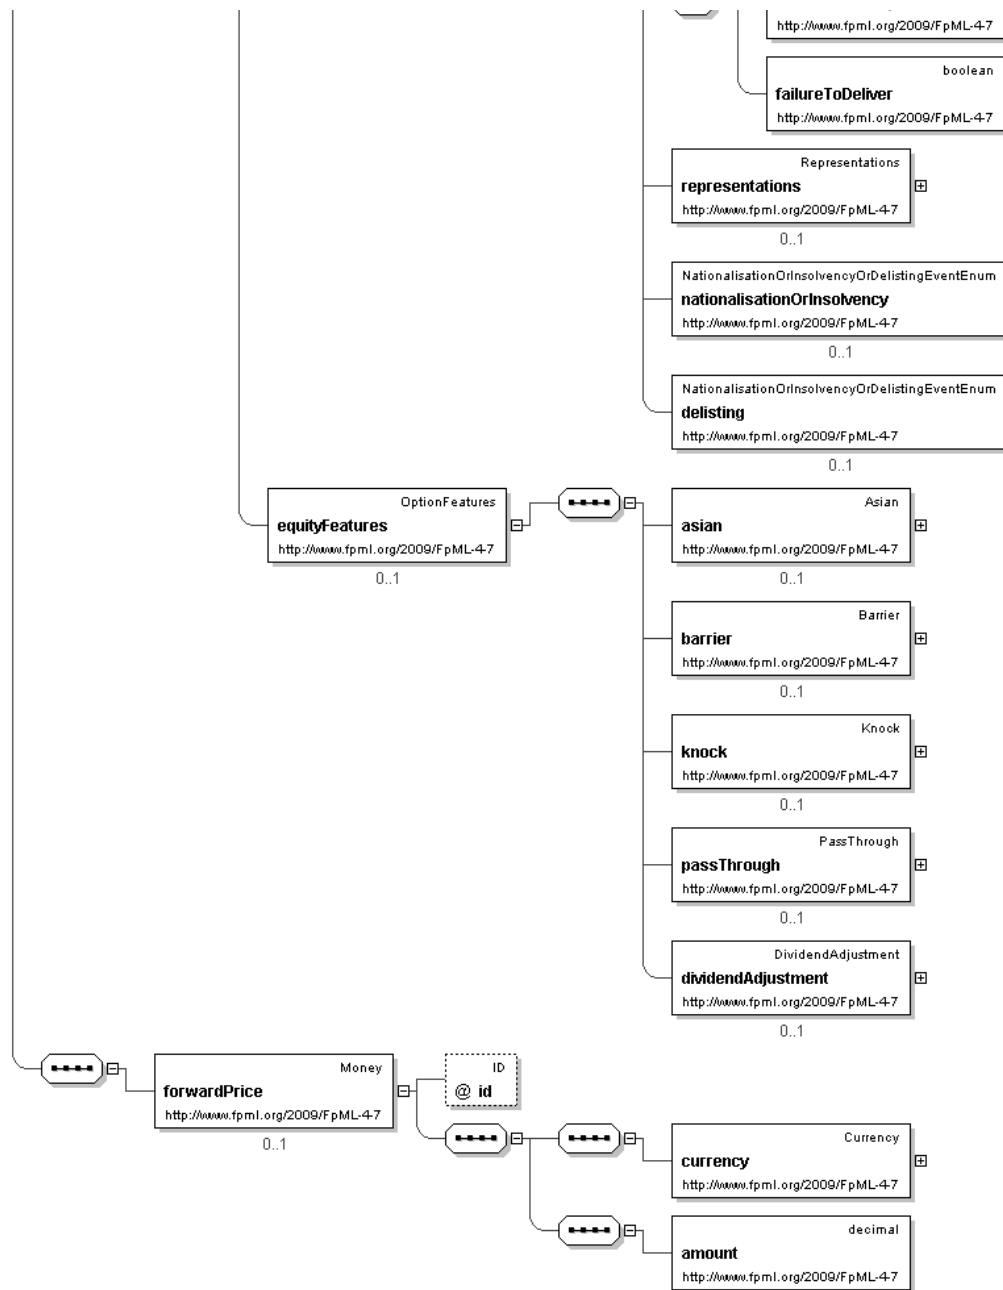 http://www.fpml.org/2009/FpML-4-7
boolean
failureToDeliver
http://www.fpml.org/2009/FpML-4-7
Representations
representations
http://www.fpml.org/2009/FpML-4-7
0..1
NationalisationOrInsolvencyOrDelistingEventEnum
nationalisationOrInsolvency
http://www.fpml.org/2009/FpML-4-7
0..1
NationalisationOrInsolvencyOrDelistingEventEnum
delisting
http://www.fpml.org/2009/FpML-4-7
0..1
OptionFeatures
equityFeatures
http://www.fpml.org/2009/FpML-4-7
0..1
Asian
asian
http://www.fpml.org/2009/FpML-4-7
0..1
Barrier
barrier
http://www.fpml.org/2009/FpML-4-7
0..1
Knock
knock
http://www.fpml.org/2009/FpML-4-7
0..1
PassThrough
passThrough
http://www.fpml.org/2009/FpML-4-7
0..1
DividendAdjustment
dividendAdjustment
http://www.fpml.org/2009/FpML-4-7
0..1
Money
forwardPrice
http://www.fpml.org/2009/FpML-4-7
0..1
ID
@ id
Currency
currency
http://www.fpml.org/2009/FpML-4-7
decimal
amount
http://www.fpml.org/2009/FpML-4-7